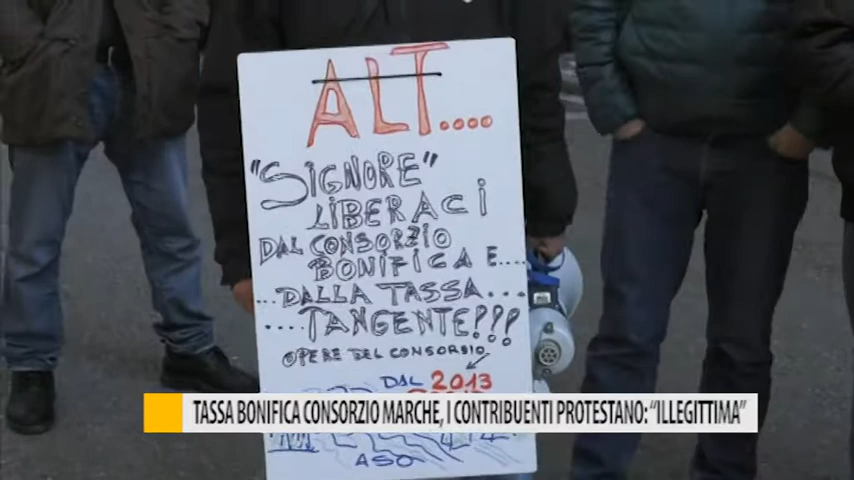 ALT....
"SIGNORE"
LIBERACI
DAL CONSORZIO
BONIFICA E....
...DALLA TASSA...
....TANGENTE???
OPERE DEL CONSORSIO
DAL 2013
TASSA BONIFICA CONSORZIO MARCHE, I CONTRIBUENTI PROTESTANO: "ILLEGITTIMA"
ASO